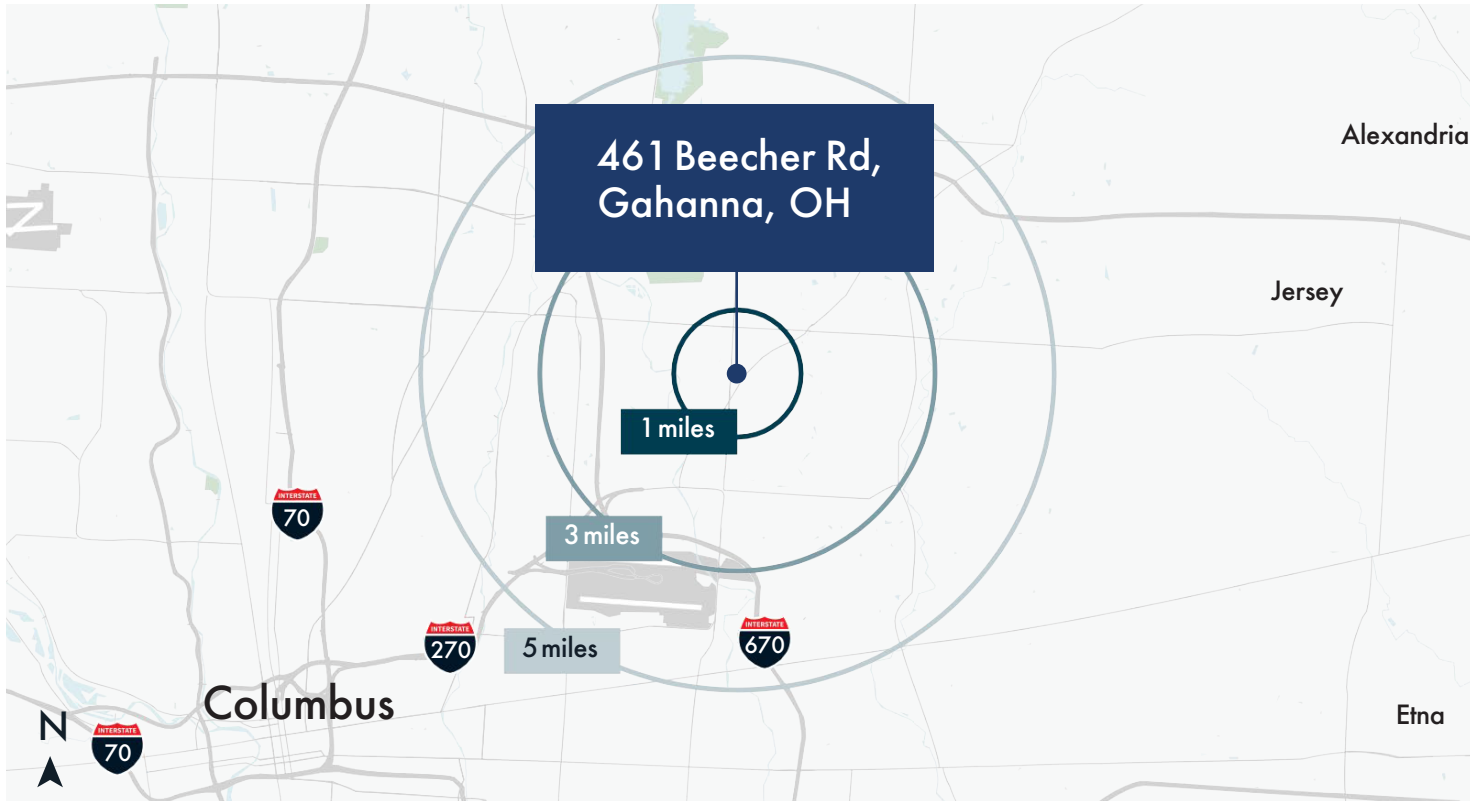 Alexandria
461 Beecher Rd,
Gahanna, OH
Jersey
1 miles
INTERSTATE
70
3 miles
INTERSTATE
270
5 miles
INTERSTATE
670
Columbus
Etna
N
INTERSTATE
70